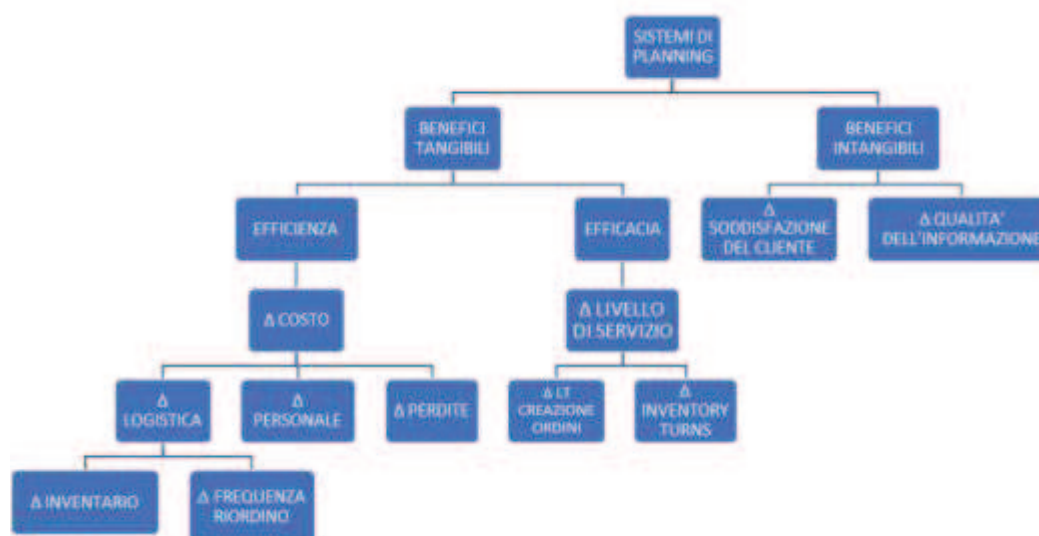 SISTEMI DI
PLANNING
BENEFICI
TANGIBILI
BENEFICI
INTANGIBILI
EFFICIENZA
EFFICACIA
Δ
SODDISFAZIONE
DEL CLIENTE
Δ QUALITA'
DELL'INFORMAZIONE
Δ COSTO
Δ LIVELLO
DI SERVIZIO
Δ
LOGISTICA
Δ
PERSONALE
Δ PERDITE
Δ LT
CREAZIONE
ORDINI
Δ
INVENTORY
TURNS
Δ INVENTARIO
Δ FREQUENZA
RIORDINO